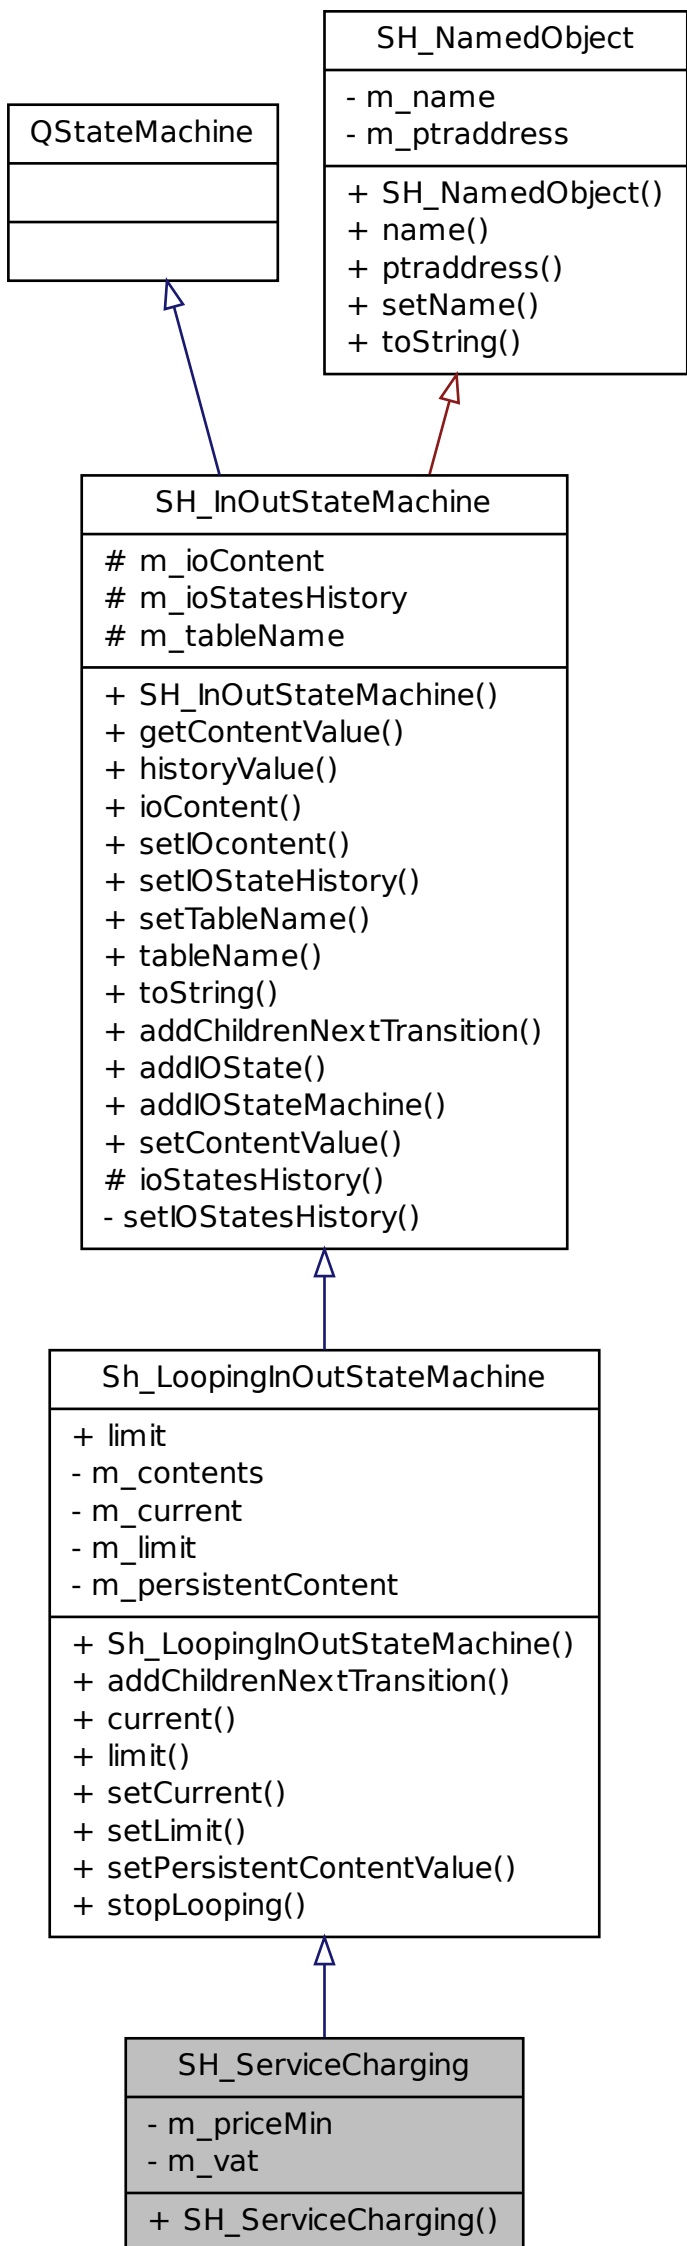 SH_NamedObject
- m_name
- m_ptraddress
+ SH_NamedObject()
+ name()
+ ptraddress()
+ setName()
+ toString()
QStateMachine
SH_InOutStateMachine
# m_ioContent
# m_ioStatesHistory
# m_tableName
+ SH_InOutStateMachine()
+ getContentValue()
+ historyValue()
+ ioContent()
+ setIOcontent()
+ setIOStateHistory()
+ setTableName()
+ tableName()
+ toString()
+ addChildrenNextTransition()
+ addIOState()
+ addIOStateMachine()
+ setContentValue()
# ioStatesHistory()
- setIOStatesHistory()
Sh_LoopingInOutStateMachine
+ limit
- m_contents
- m_current
- m_limit
- m_persistentContent
+ Sh_LoopingInOutStateMachine()
+ addChildrenNextTransition()
+ current()
+ limit()
+ setCurrent()
+ setLimit()
+ setPersistentContentValue()
+ stopLooping()
SH_ServiceCharging
- m_priceMin
- m_vat
+ SH_ServiceCharging()